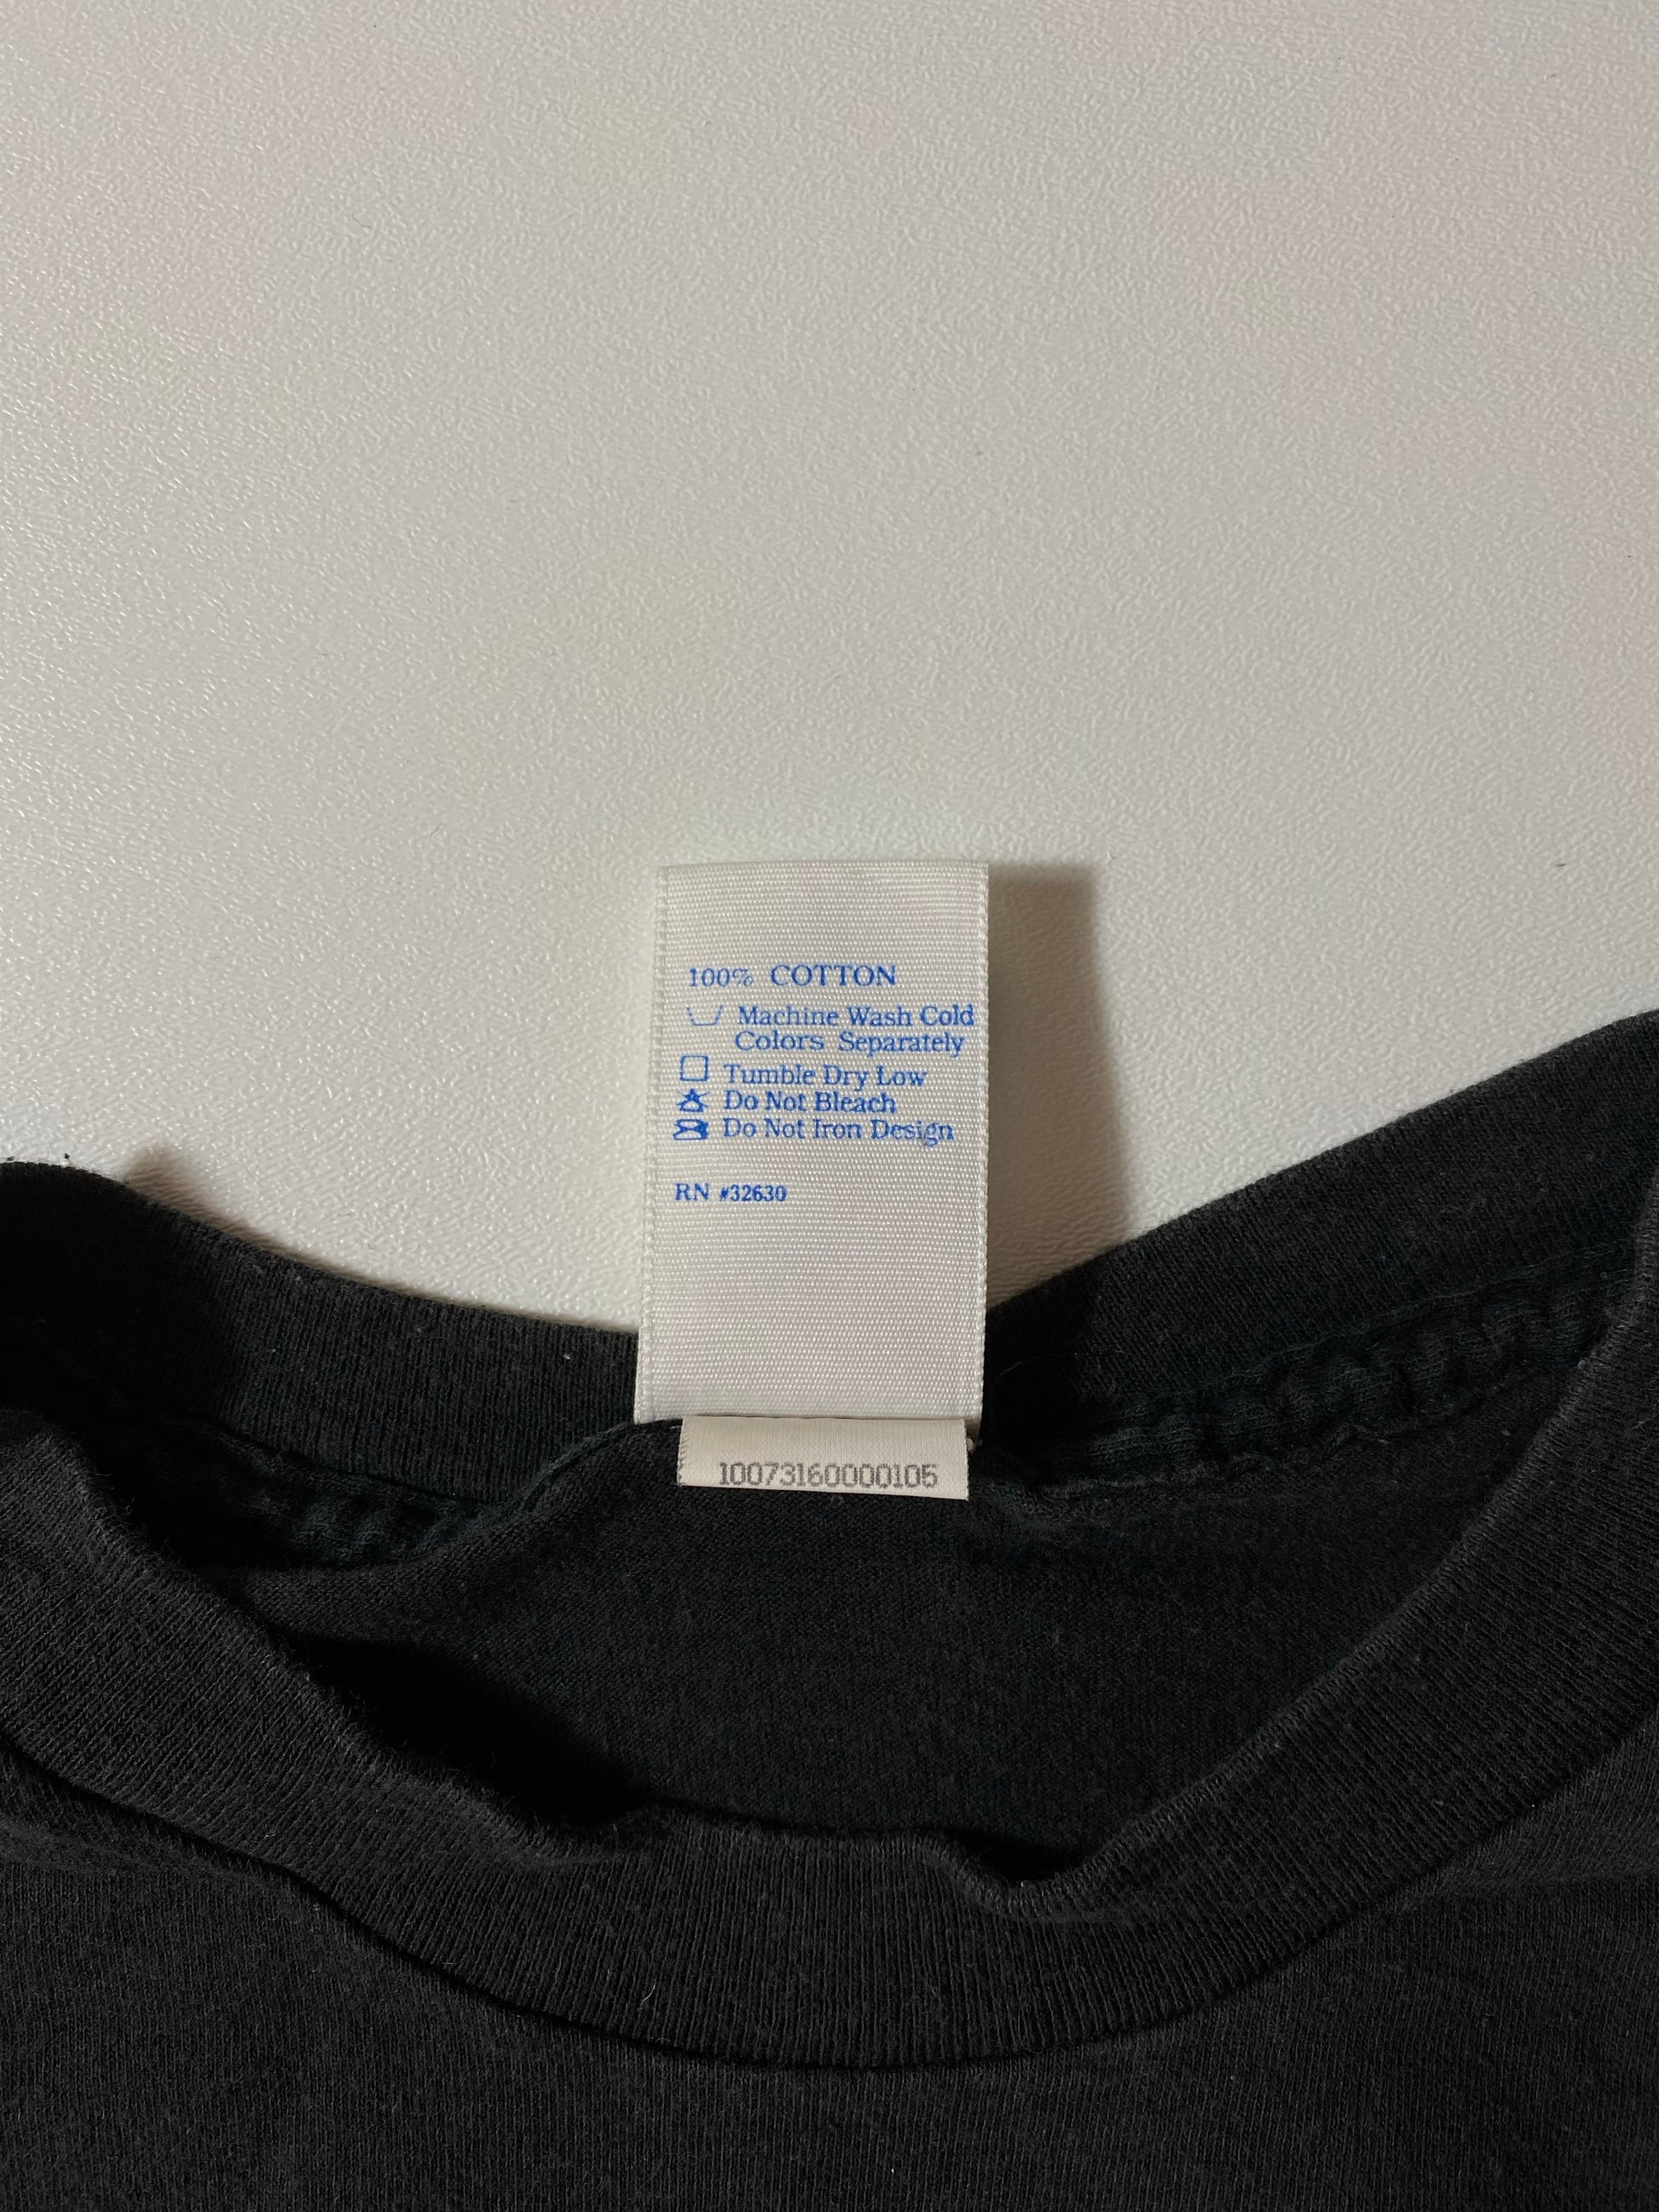 100% COTTON
Machine Wash Cold
Colors Separately
Tumble Dry Low
Do Not Bleach
Do Not Iron Design
RN #32630
10073160000105